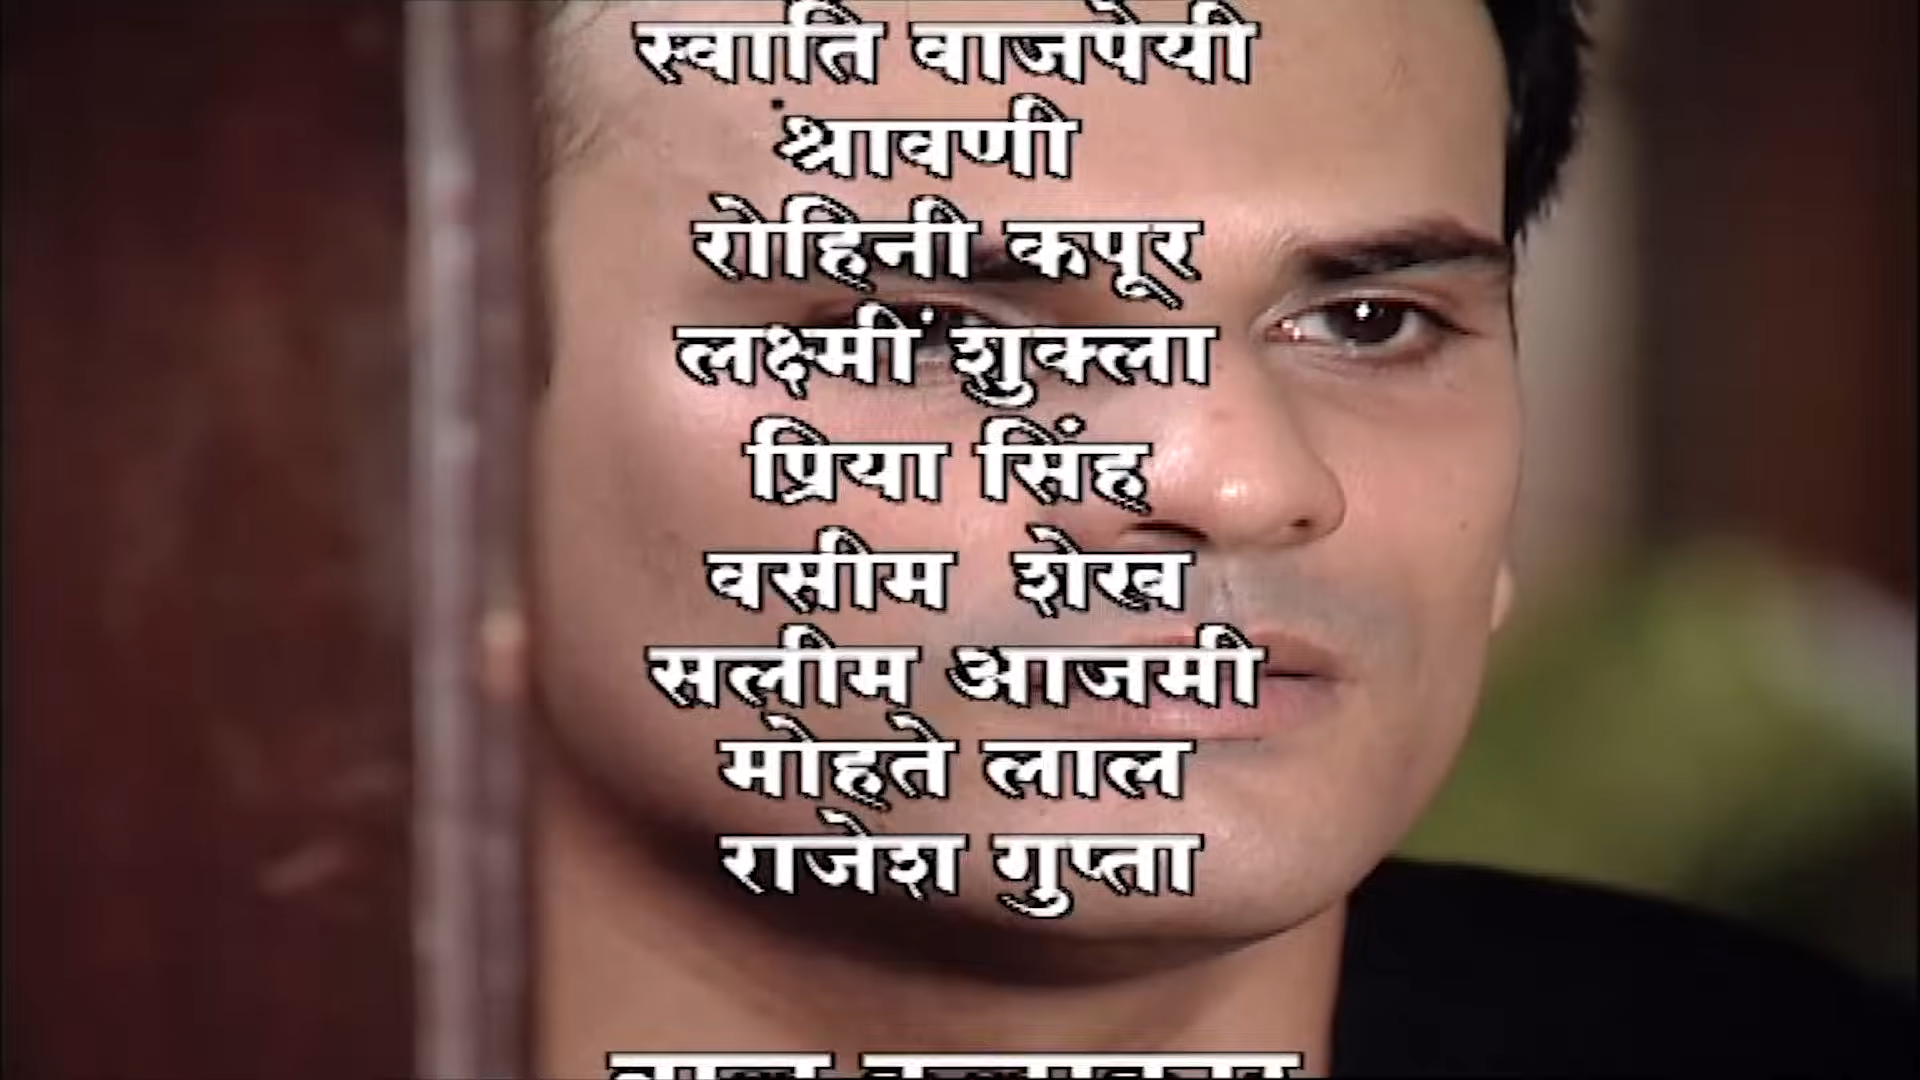 स्वाति वाजपेयी
श्रावणी
रोहिनी कपूर
लक्ष्मी शुक्ला
प्रिया सिंह
वसीम शेख
सलीम आजमी
मोहते लाल
राजेश गुप्ता